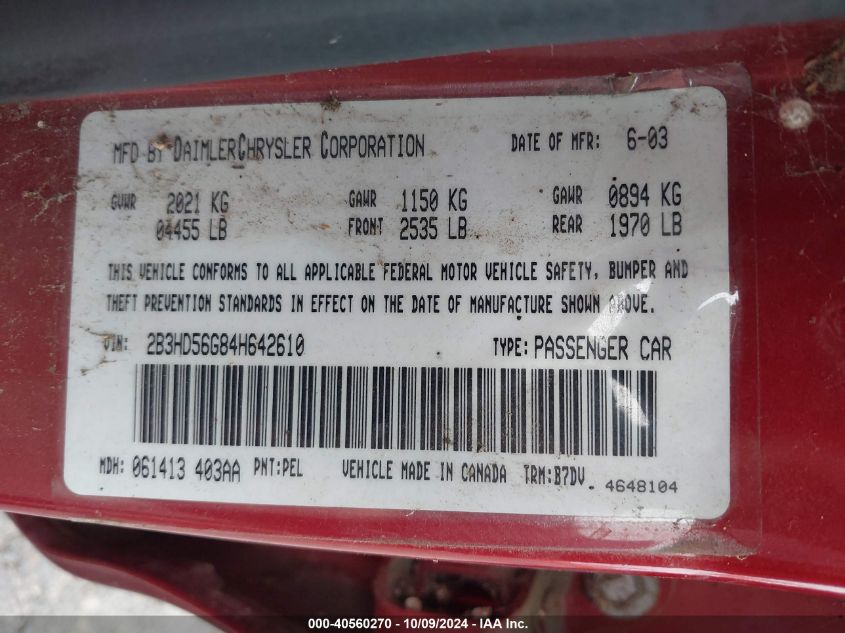 MFD BY DAIMLERCHRYSLER CORPORATION DATE OF MFR: 6-03
GVWR 2021 KG GAWR 1150 KG GAWR 0894 KG
04455 LB FRONT 2535 LB REAR 1970 LB
THIS VEHICLE CONFORMS TO ALL APPLICABLE FEDERAL MOTOR VEHICLE SAFETY, BUMPER AND
THEFT PREVENTION STANDARDS IN EFFECT ON THE DATE OF MANUFACTURE SHOWN ABOVE.
VIN: 2B3HD56G84H642610 TYPE: PASSENGER CAR
MDH: 061413 403AA PNT:PEL VEHICLE MADE IN CANADA TRM:B7DV 4648104
000-40560270 - 10/09/2024 - IAA Inc.